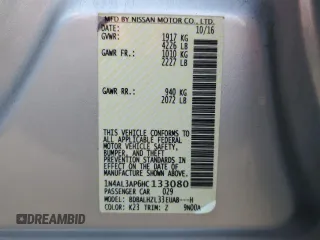 MFD BY NISSAN MOTOR CO., LTD.
DATE: 10/16
GVWR: 1917 KG
4226 LB
GAWR FR: 1010 KG
2227 LB
GAWR RR: 940 KG
2072 LB
THIS VEHICLE CONFORMS TO
ALL APPLICABLE FEDERAL
MOTOR VEHICLE SAFETY,
BUMPER, AND THEFT
PREVENTION STANDARDS IN
EFFECT ON THE DATE OF
MANUFACTURE SHOWN ABOVE.
1N4AL3AP6HC133080
PASSENGER CAR 029
MODEL: BDBALHZL33EUAB---H
COLOR: K23 TRIM: 2 9N00A